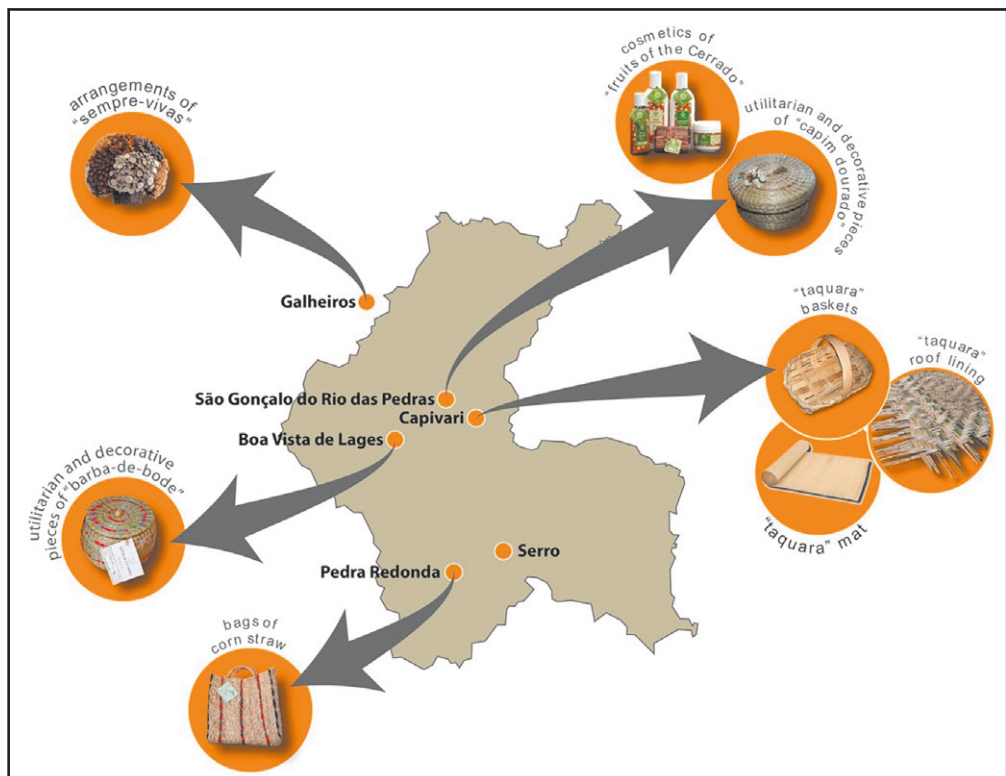 arrangements of
"sempre-vivas"
cosmetics of
"fruits of the Cerrado"
utilitarian and decorative pieces
of "capim dourado"
Galheiros
"taquara"
baskets
"taquara"
roof lining
São Gonçalo do Rio das Pedras
Capivari
Boa Vista de Lages
utilitarian and decorative
pieces of "barba-de-bode"
"taquara" mat
Serro
Pedra Redonda
bags of
corn straw